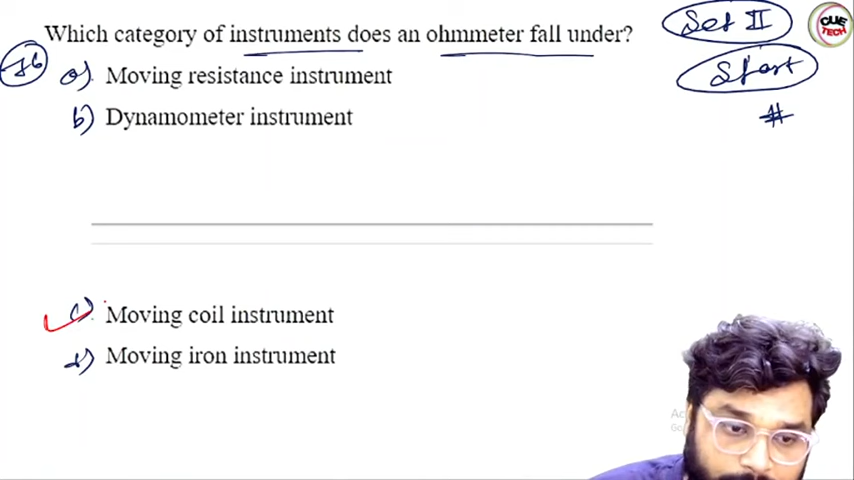 Which category of instruments does an ohmmeter fall under?
Set II
CUE
TECH
a) Moving resistance instrument
Start
b) Dynamometer instrument
#
c) Moving coil instrument
d) Moving iron instrument